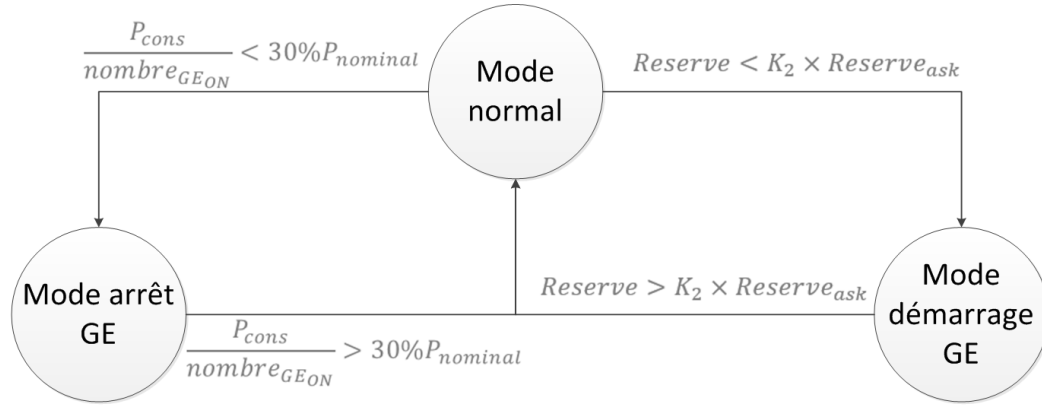 P_cons / nombre_GE_ON < 30%P_nominal
Mode
normal
Reserve < K_2 × Reserve_ask
Mode arrêt
GE
P_cons / nombre_GE_ON > 30%P_nominal
Reserve > K_2 × Reserve_ask
Mode
démarrage
GE